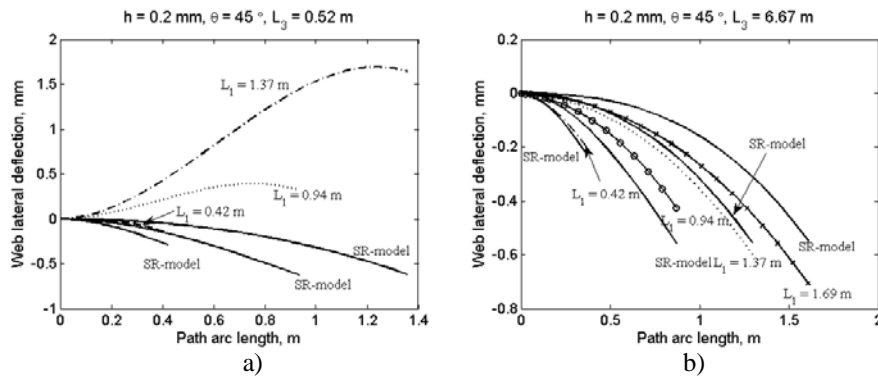 h = 0.2 mm, θ = 45 °, L₃ = 0.52 m
Web lateral deflection, mm
2
1.5
1
0.5
0
-0.5
-1
L₁ = 1.37 m
L₁ = 0.94 m
L₁ = 0.42 m
SR-model
SR-model
0 0.2 0.4 0.6 0.8 1 1.2 1.4
Path arc length, m
a)
h = 0.2 mm, θ = 45 °, L₃ = 6.67 m
Web lateral deflection, mm
0.2
0
-0.2
-0.4
-0.6
-0.8
SR-model
SR-model
L₁ = 0.42 m
L₁ = 0.94 m
SR-model
SR-model
L₁ = 1.37 m
L₁ = 1.69 m
0 0.5 1 1.5 2
Path arc length, m
b)